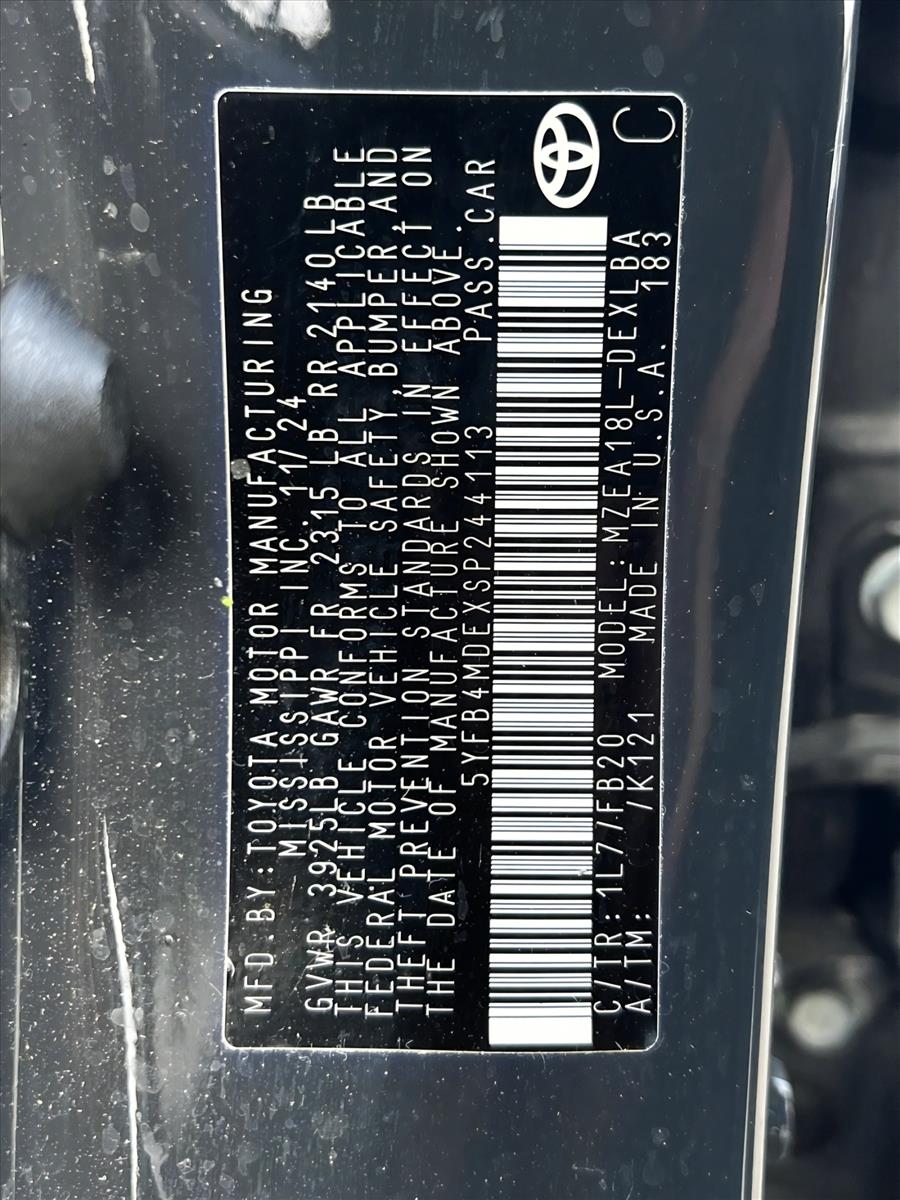 MFD.BY:TOYOTA MOTOR MANUFACTURING
MISSISSIPPI INC. 11/24
GVWR 3925LB GAWR FR 2315 LB RR 2140LB
THIS VEHICLE CONFORMS TO ALL APPLICABLE
FEDERAL MOTOR VEHICLE SAFETY, BUMPER, AND
THEFT PREVENTION STANDARDS IN EFFECT ON
THE DATE OF MANUFACTURE SHOWN ABOVE.
5YFB4MDEXSP244113 PASS.CAR
C/TR:1L7/FB20 MODEL:MZEA18L-DEXLBA
A/TM: /K121 MADE IN U.S.A. 183
C